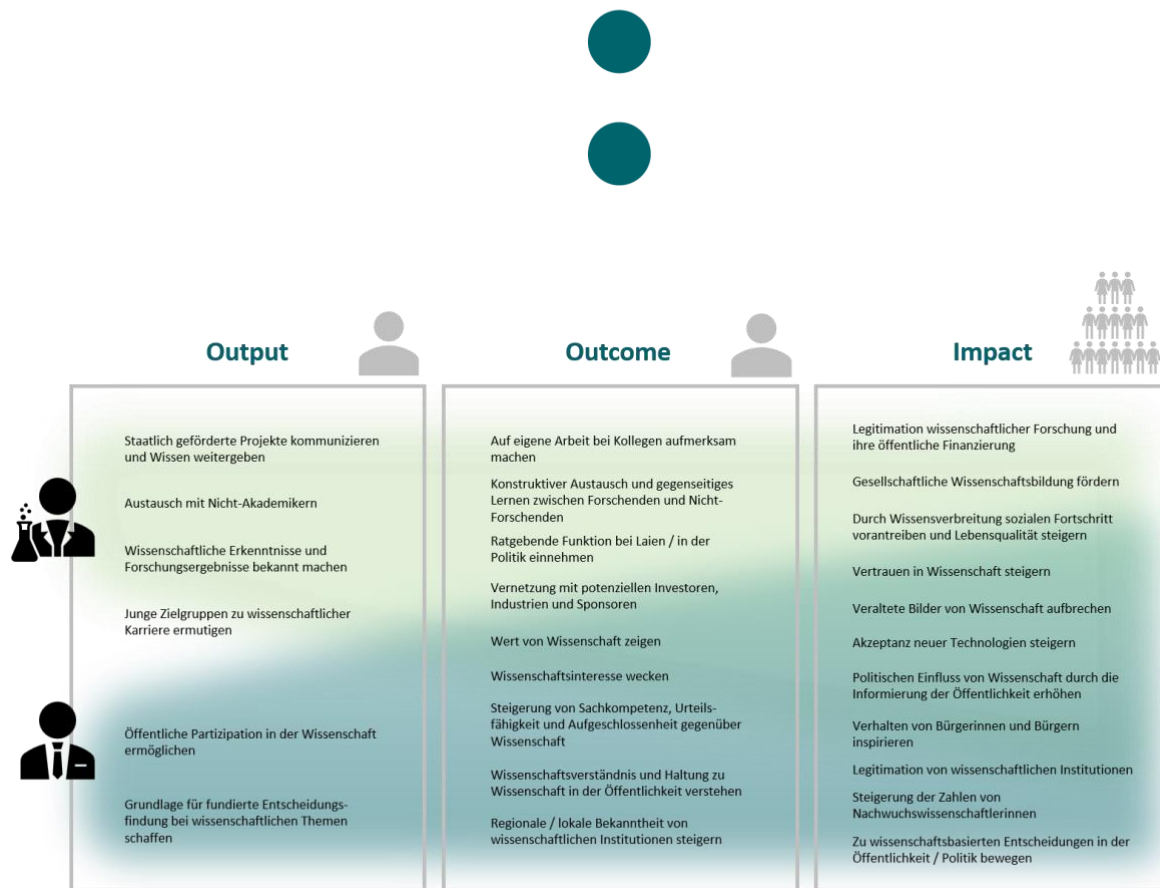 Output
Staatlich geförderte Projekte kommunizieren
und Wissen weitergeben
Austausch mit Nicht-Akademikern
Wissenschaftliche Erkenntnisse und
Forschungsergebnisse bekannt machen
Junge Zielgruppen zu wissenschaftlicher
Karriere ermutigen
Öffentliche Partizipation in der Wissenschaft
ermöglichen
Grundlage für fundierte Entscheidungs-
findung bei wissenschaftlichen Themen
schaffen
Outcome
Auf eigene Arbeit bei Kollegen aufmerksam
machen
Konstruktiver Austausch und gegenseitiges
Lernen zwischen Forschenden und Nicht-
Forschenden
Ratgebende Funktion bei Laien / in der
Politik einnehmen
Vernetzung mit potenziellen Investoren,
Industrien und Sponsoren
Wert von Wissenschaft zeigen
Wissenschaftsinteresse wecken
Steigerung von Sachkompetenz, Urteils-
fähigkeit und Aufgeschlossenheit gegenüber
Wissenschaft
Wissenschaftsverständnis und Haltung zu
Wissenschaft in der Öffentlichkeit verstehen
Regionale / lokale Bekanntheit von
wissenschaftlichen Institutionen steigern
Impact
Legitimation wissenschaftlicher Forschung und
ihre öffentliche Finanzierung
Gesellschaftliche Wissenschaftsbildung fördern
Durch Wissensverbreitung sozialen Fortschritt
vorantreiben und Lebensqualität steigern
Vertrauen in Wissenschaft steigern
Veraltete Bilder von Wissenschaft aufbrechen
Akzeptanz neuer Technologien steigern
Politischen Einfluss von Wissenschaft durch die
Informierung der Öffentlichkeit erhöhen
Verhalten von Bürgerinnen und Bürgern
inspirieren
Legitimation von wissenschaftlichen Institutionen
Steigerung der Zahlen von
Nachwuchswissenschaftlerinnen
Zu wissenschaftsbasierten Entscheidungen in der
Öffentlichkeit / Politik bewegen